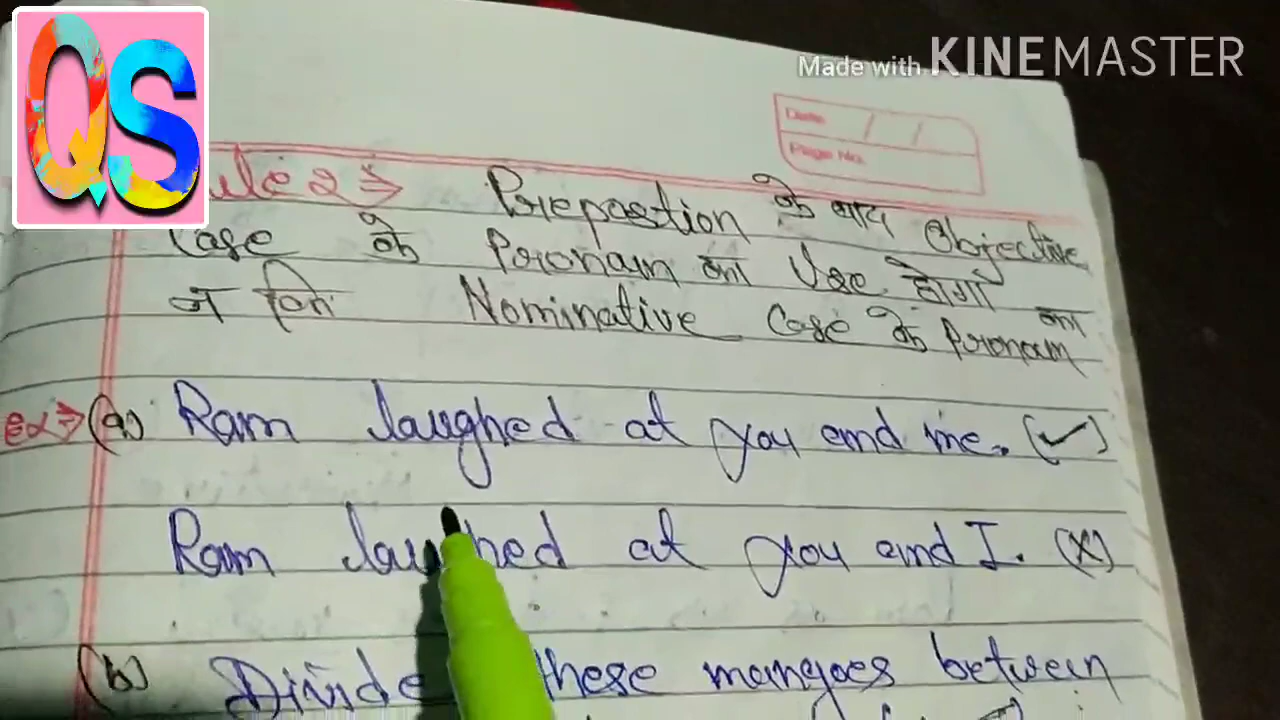 QS
Made with KINEMASTER
Date / /
Page No.
Rule 2 ⇒ Prepastion के बाद Objective
Case के Pronoun का Use होगा
न कि Nominative Case के Pronoun का
ex ⇒ (a) Ram laughed at you and me. (✓)
Ram laughed at you and I. (x)
(b) Divide these mangoes between